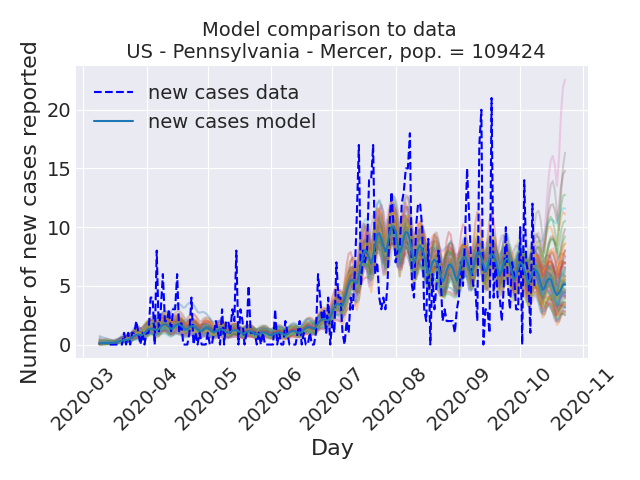 Model comparison to data
US - Pennsylvania - Mercer, pop. = 109424
Number of new cases reported
new cases data
new cases model
20
15
10
5
0
2020-03
2020-04
2020-05
2020-06
2020-07
2020-08
2020-09
2020-10
2020-11
Day